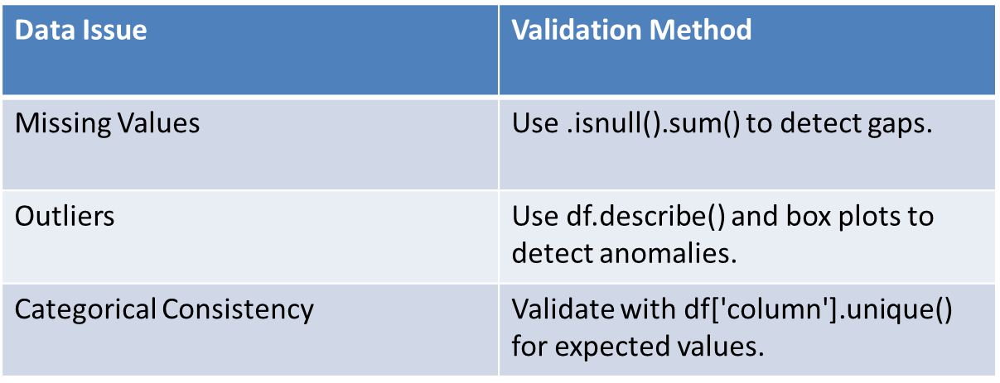 Data Issue
Validation Method
Missing Values
Use .isnull().sum() to detect gaps.
Outliers
Use df.describe() and box plots to
detect anomalies.
Categorical Consistency
Validate with df['column'].unique()
for expected values.